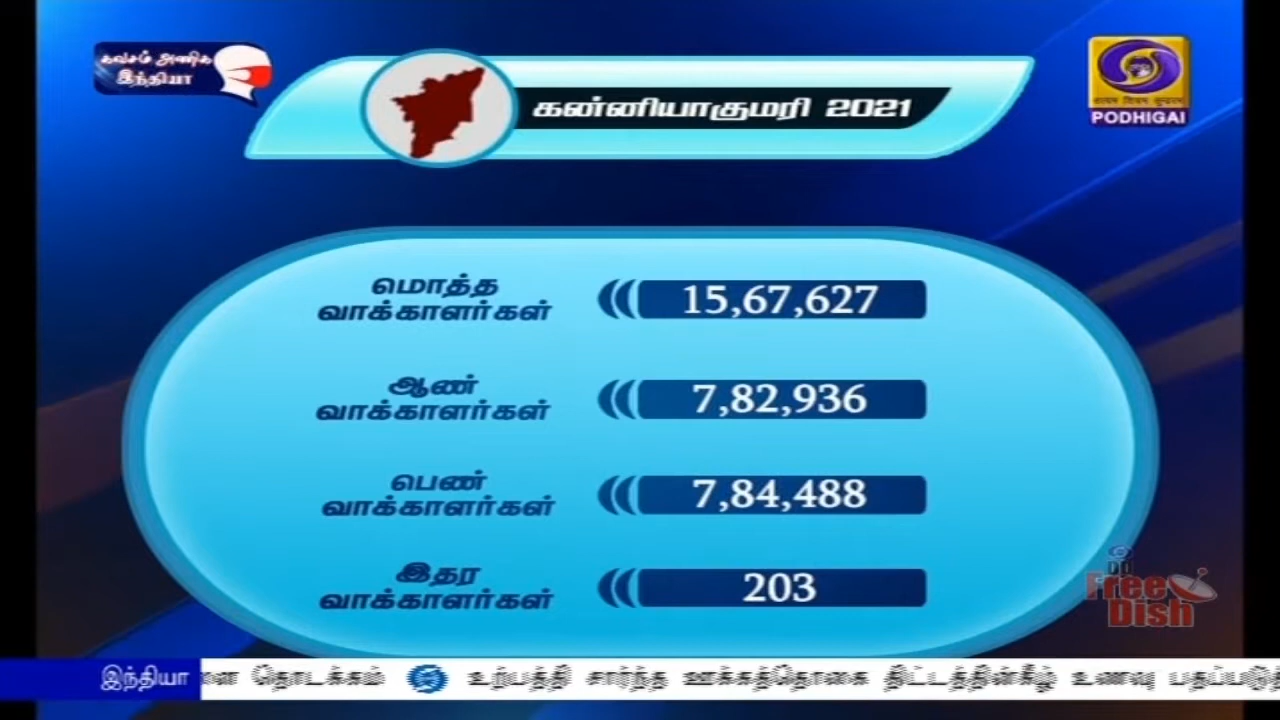 கவசம் அணிக
இந்தியா
கன்னியாகுமரி 2021
PODHIGAI
மொத்த
வாக்காளர்கள்
15,67,627
ஆண்
வாக்காளர்கள்
7,82,936
பெண்
வாக்காளர்கள்
7,84,488
இதர
வாக்காளர்கள்
203
DD
Free
Dish
இந்தியா
தொடக்கம் உற்பத்தி சார்ந்த ஊக்கத்தொகை திட்டத்தின்கீழ் உணவு